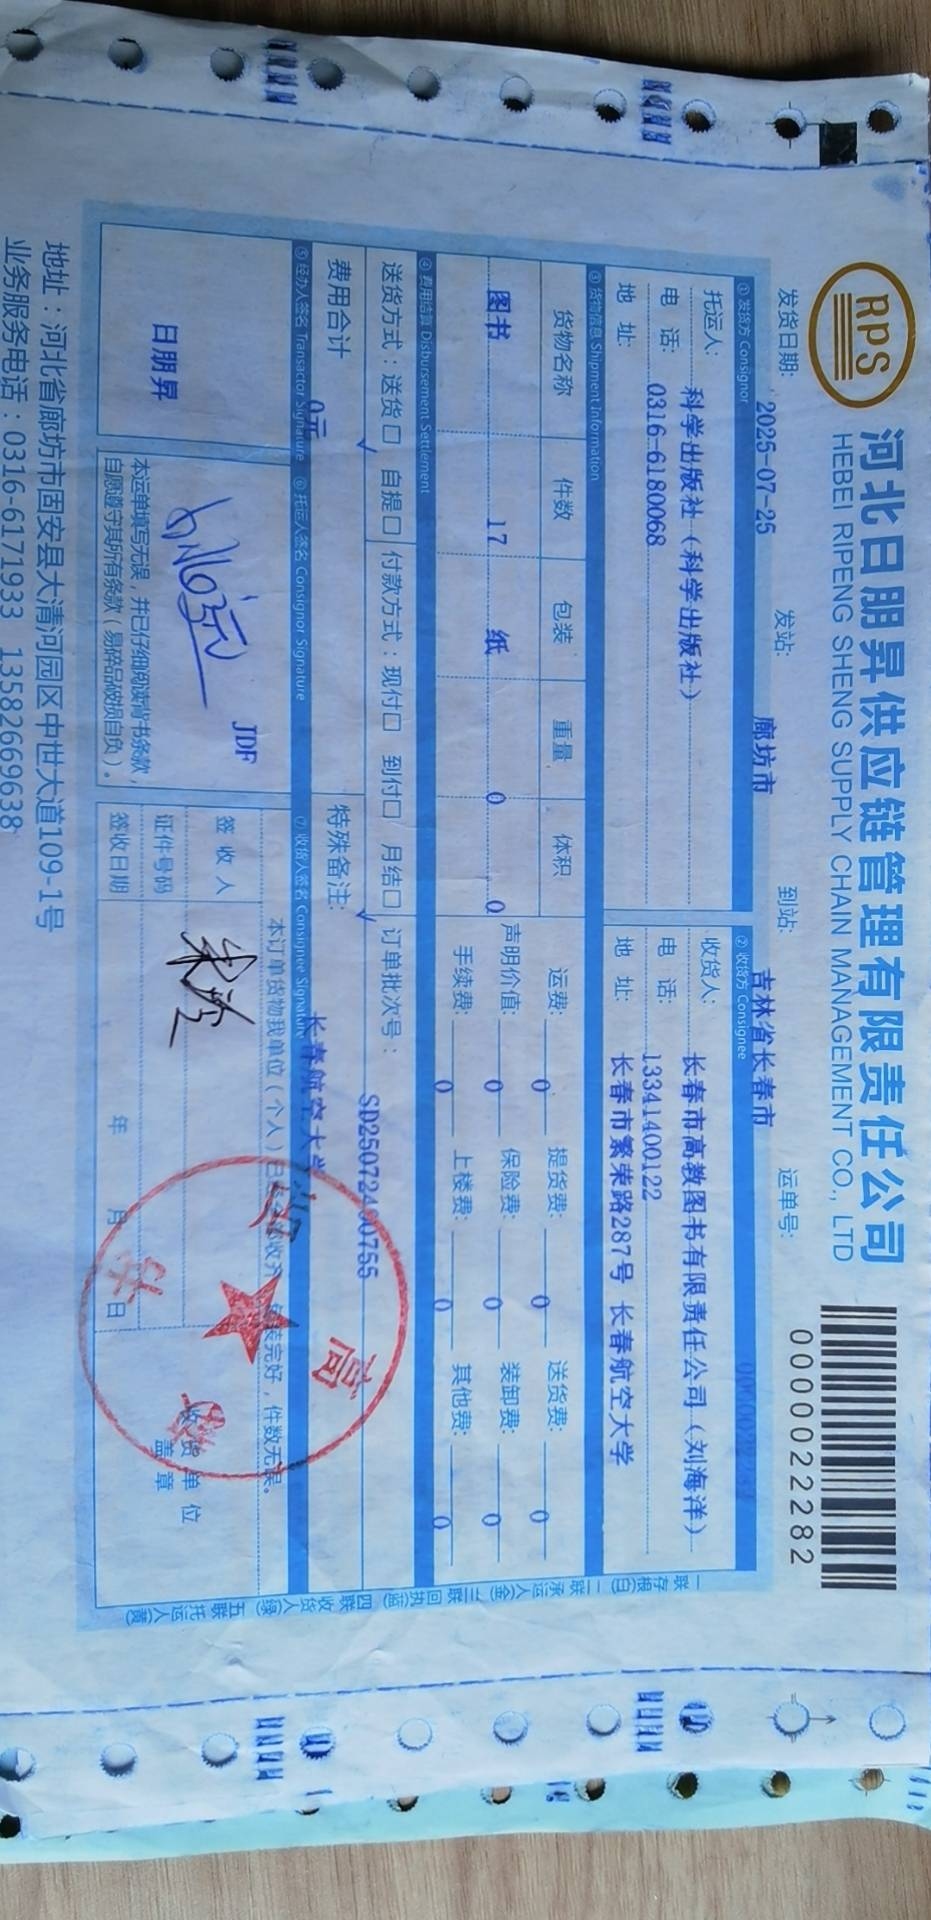 RPS
河北日朋昇供应链管理有限责任公司
HEBEI RIPENG SHENG SUPPLY CHAIN MANAGEMENT CO., LTD
0000022282
发货日期: 2025-07-25 发站: 廊坊市 到站: 吉林省长春市 运单号:
① 发货方 Consignor ② 收货方 Consignee
托运人: 科学出版社（科学出版社） 收货人: 长春市高教图书有限责任公司（刘海洋）
电 话: 0316-6180068 电 话: 13341400122
地 址: 地 址: 长春市繁荣路287号 长春航空大学
③ 货物信息 Shipment Information
货物名称 件数 包装 重量 体积 运费: 0 提货费: 0 送货费: 0
图书 17 纸 0 0 声明价值: 0 保险费: 0 装卸费: 0
手续费: 0 上楼费: 0 其他费: 0
④ 费用结算 Disbursement Settlement
送货方式：送货□ ✓ 自提□ 付款方式：现付□ 到付□ 月结□ ✓ 订单批次号： SD25072400755
费用合计 0元 特殊备注: 长春航空大学
⑤ 经办人签名 Transactor Signature ⑥ 托运人签名 Consignor Signature ⑦ 收货人签名 Consignee Signature
日朋昇
JDF
本运单填写无误，并已仔细阅读背书条款，
自愿遵守其所有条款（易碎品破损自负）。
本订单货物我单位（个人）已 收 完好，件数无误。
签 收 人
证件号码
签收日期 年 月 日
收货单位
盖 章
高
一联存根(白) 二联承运人(金) 三联回执(蓝) 四联收货人(绿) 五联托运人(黄)
地址：河北省廊坊市固安县大清河园区中世大道109-1号
业务服务电话：0316-6171933 13582669638